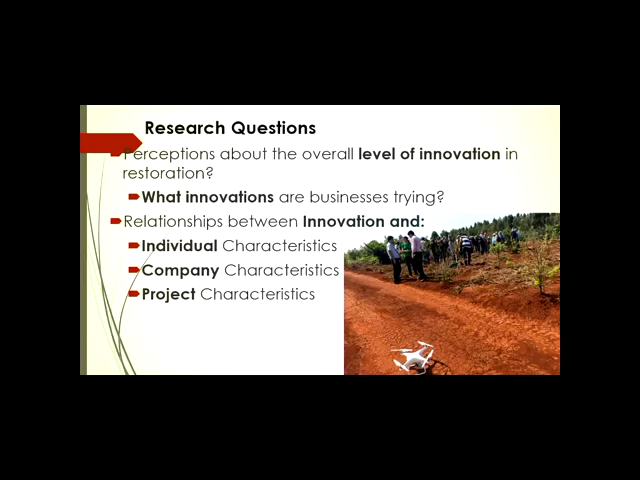 Research Questions
Perceptions about the overall level of innovation in
restoration?
What innovations are businesses trying?
Relationships between Innovation and:
Individual Characteristics
Company Characteristics
Project Characteristics